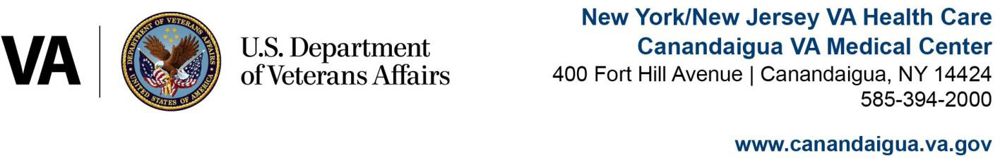 VA
DEPARTMENT OF VETERANS AFFAIRS
UNITED STATES OF AMERICA
U.S. Department
of Veterans Affairs
New York/New Jersey VA Health Care
Canandaigua VA Medical Center
400 Fort Hill Avenue | Canandaigua, NY 14424
585-394-2000
www.canandaigua.va.gov